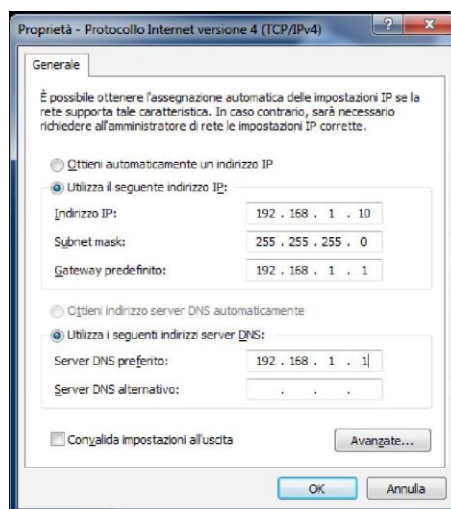 Proprietà - Protocollo Internet versione 4 (TCP/IPv4)
Generale
È possibile ottenere l'assegnazione automatica delle impostazioni IP se la
rete supporta tale caratteristica. In caso contrario, sarà necessario
richiedere all'amministratore di rete le impostazioni IP corrette.
Ottieni automaticamente un indirizzo IP
Utilizza il seguente indirizzo IP:
Indirizzo IP: 192 . 168 . 1 . 10
Subnet mask: 255 . 255 . 255 . 0
Gateway predefinito: 192 . 168 . 1 . 1
Ottieni indirizzo server DNS automaticamente
Utilizza i seguenti indirizzi server DNS:
Server DNS preferito: 192 . 168 . 1 . 1
Server DNS alternativo: . . .
Convalida impostazioni all'uscita Avanzate...
OK Annulla